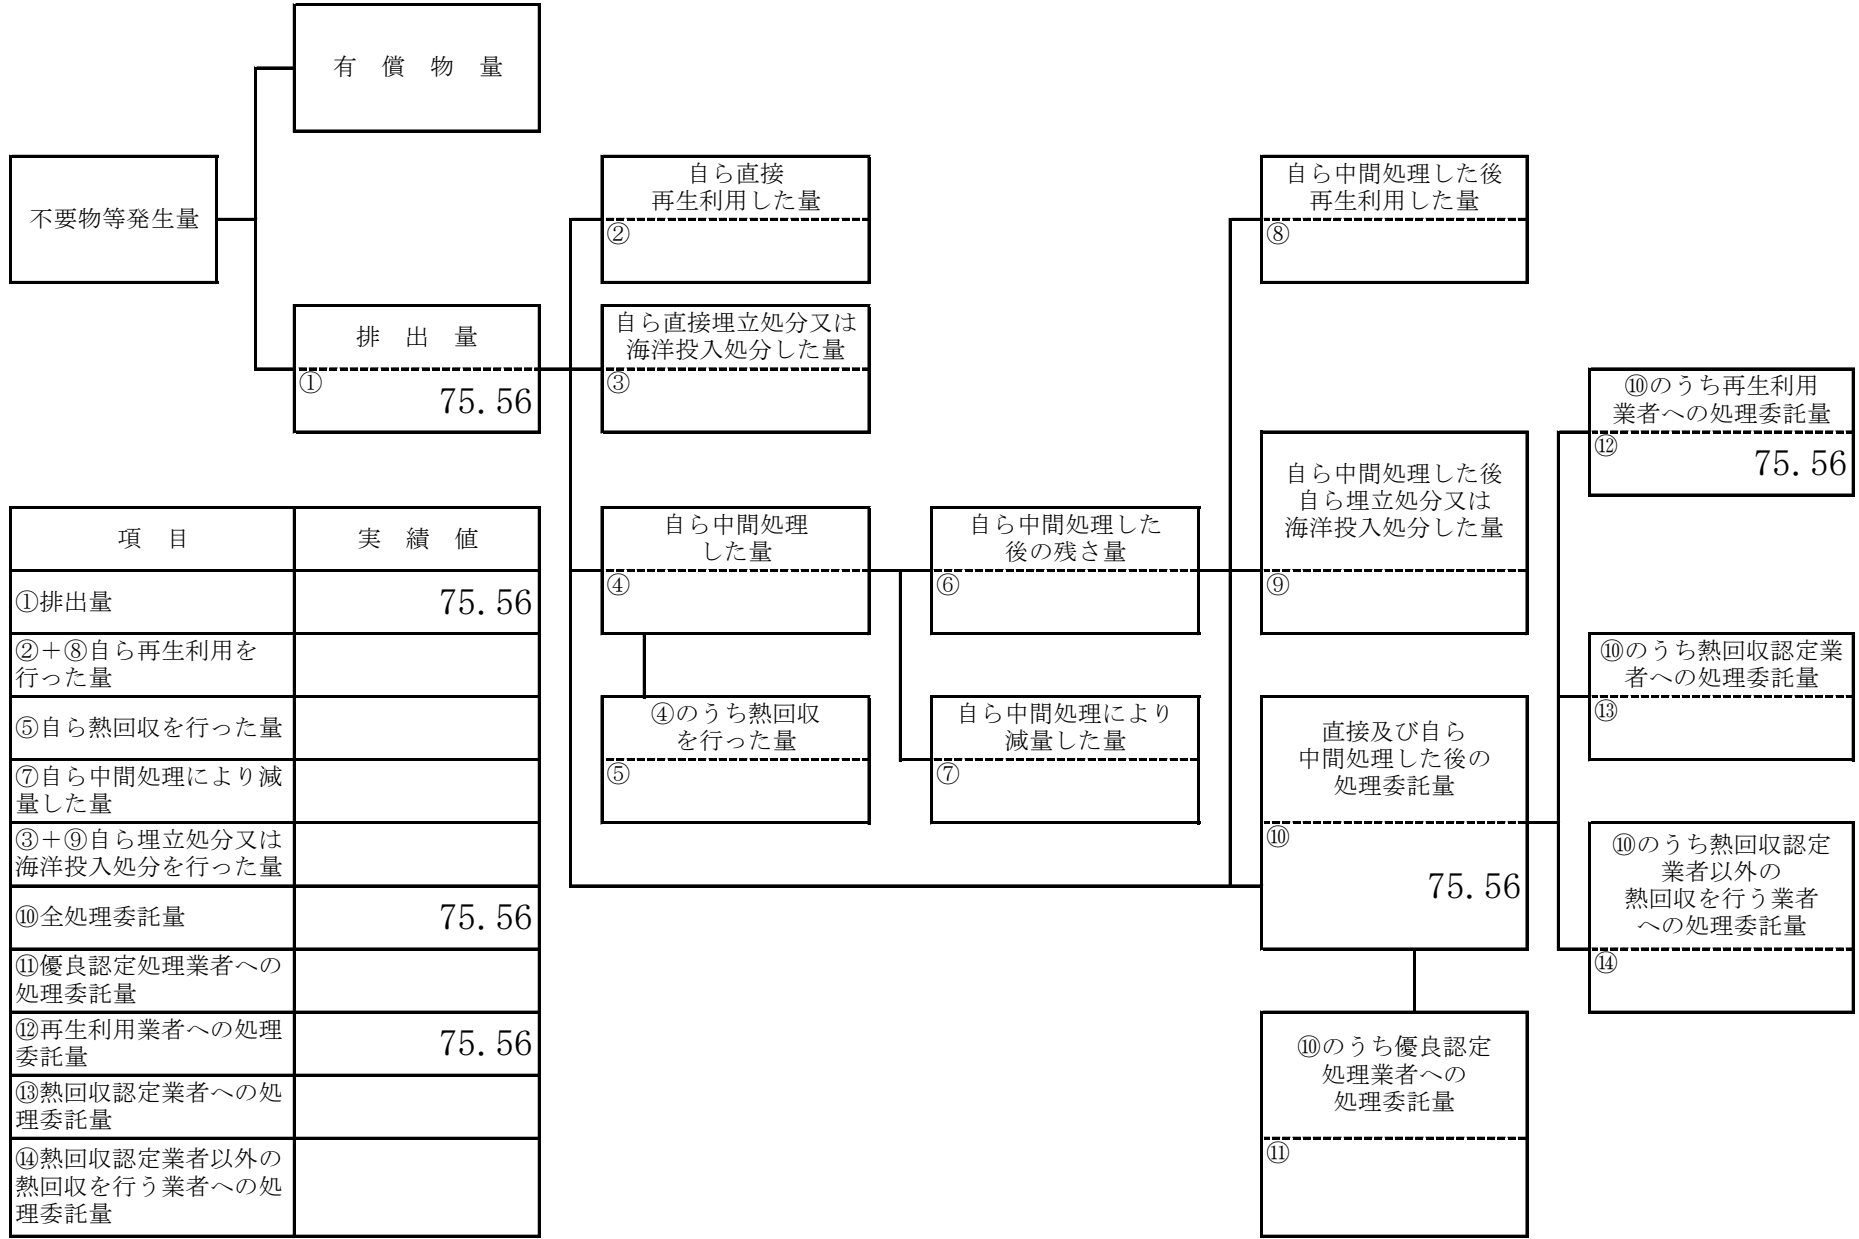 有　償　物　量
不要物等発生量
排　出　量
①
75.56
自ら直接
再生利用した量
②
自ら直接埋立処分又は
海洋投入処分した量
③
自ら中間処理
した量
④
④のうち熱回収
を行った量
⑤
自ら中間処理した
後の残さ量
⑥
自ら中間処理により
減量した量
⑦
自ら中間処理した後
再生利用した量
⑧
自ら中間処理した後
自ら埋立処分又は
海洋投入処分した量
⑨
直接及び自ら
中間処理した後の
処理委託量
⑩
75.56
⑩のうち優良認定
処理業者への
処理委託量
⑪
⑩のうち再生利用
業者への処理委託量
⑫
75.56
⑩のうち熱回収認定業
者への処理委託量
⑬
⑩のうち熱回収認定
業者以外の
熱回収を行う業者
への処理委託量
⑭
項　目
実　績　値
①排出量
75.56
②＋⑧自ら再生利用を
行った量
⑤自ら熱回収を行った量
⑦自ら中間処理により減
量した量
③＋⑨自ら埋立処分又は
海洋投入処分を行った量
⑩全処理委託量
75.56
⑪優良認定処理業者への
処理委託量
⑫再生利用業者への処理
委託量
75.56
⑬熱回収認定業者への処
理委託量
⑭熱回収認定業者以外の
熱回収を行う業者への処
理委託量